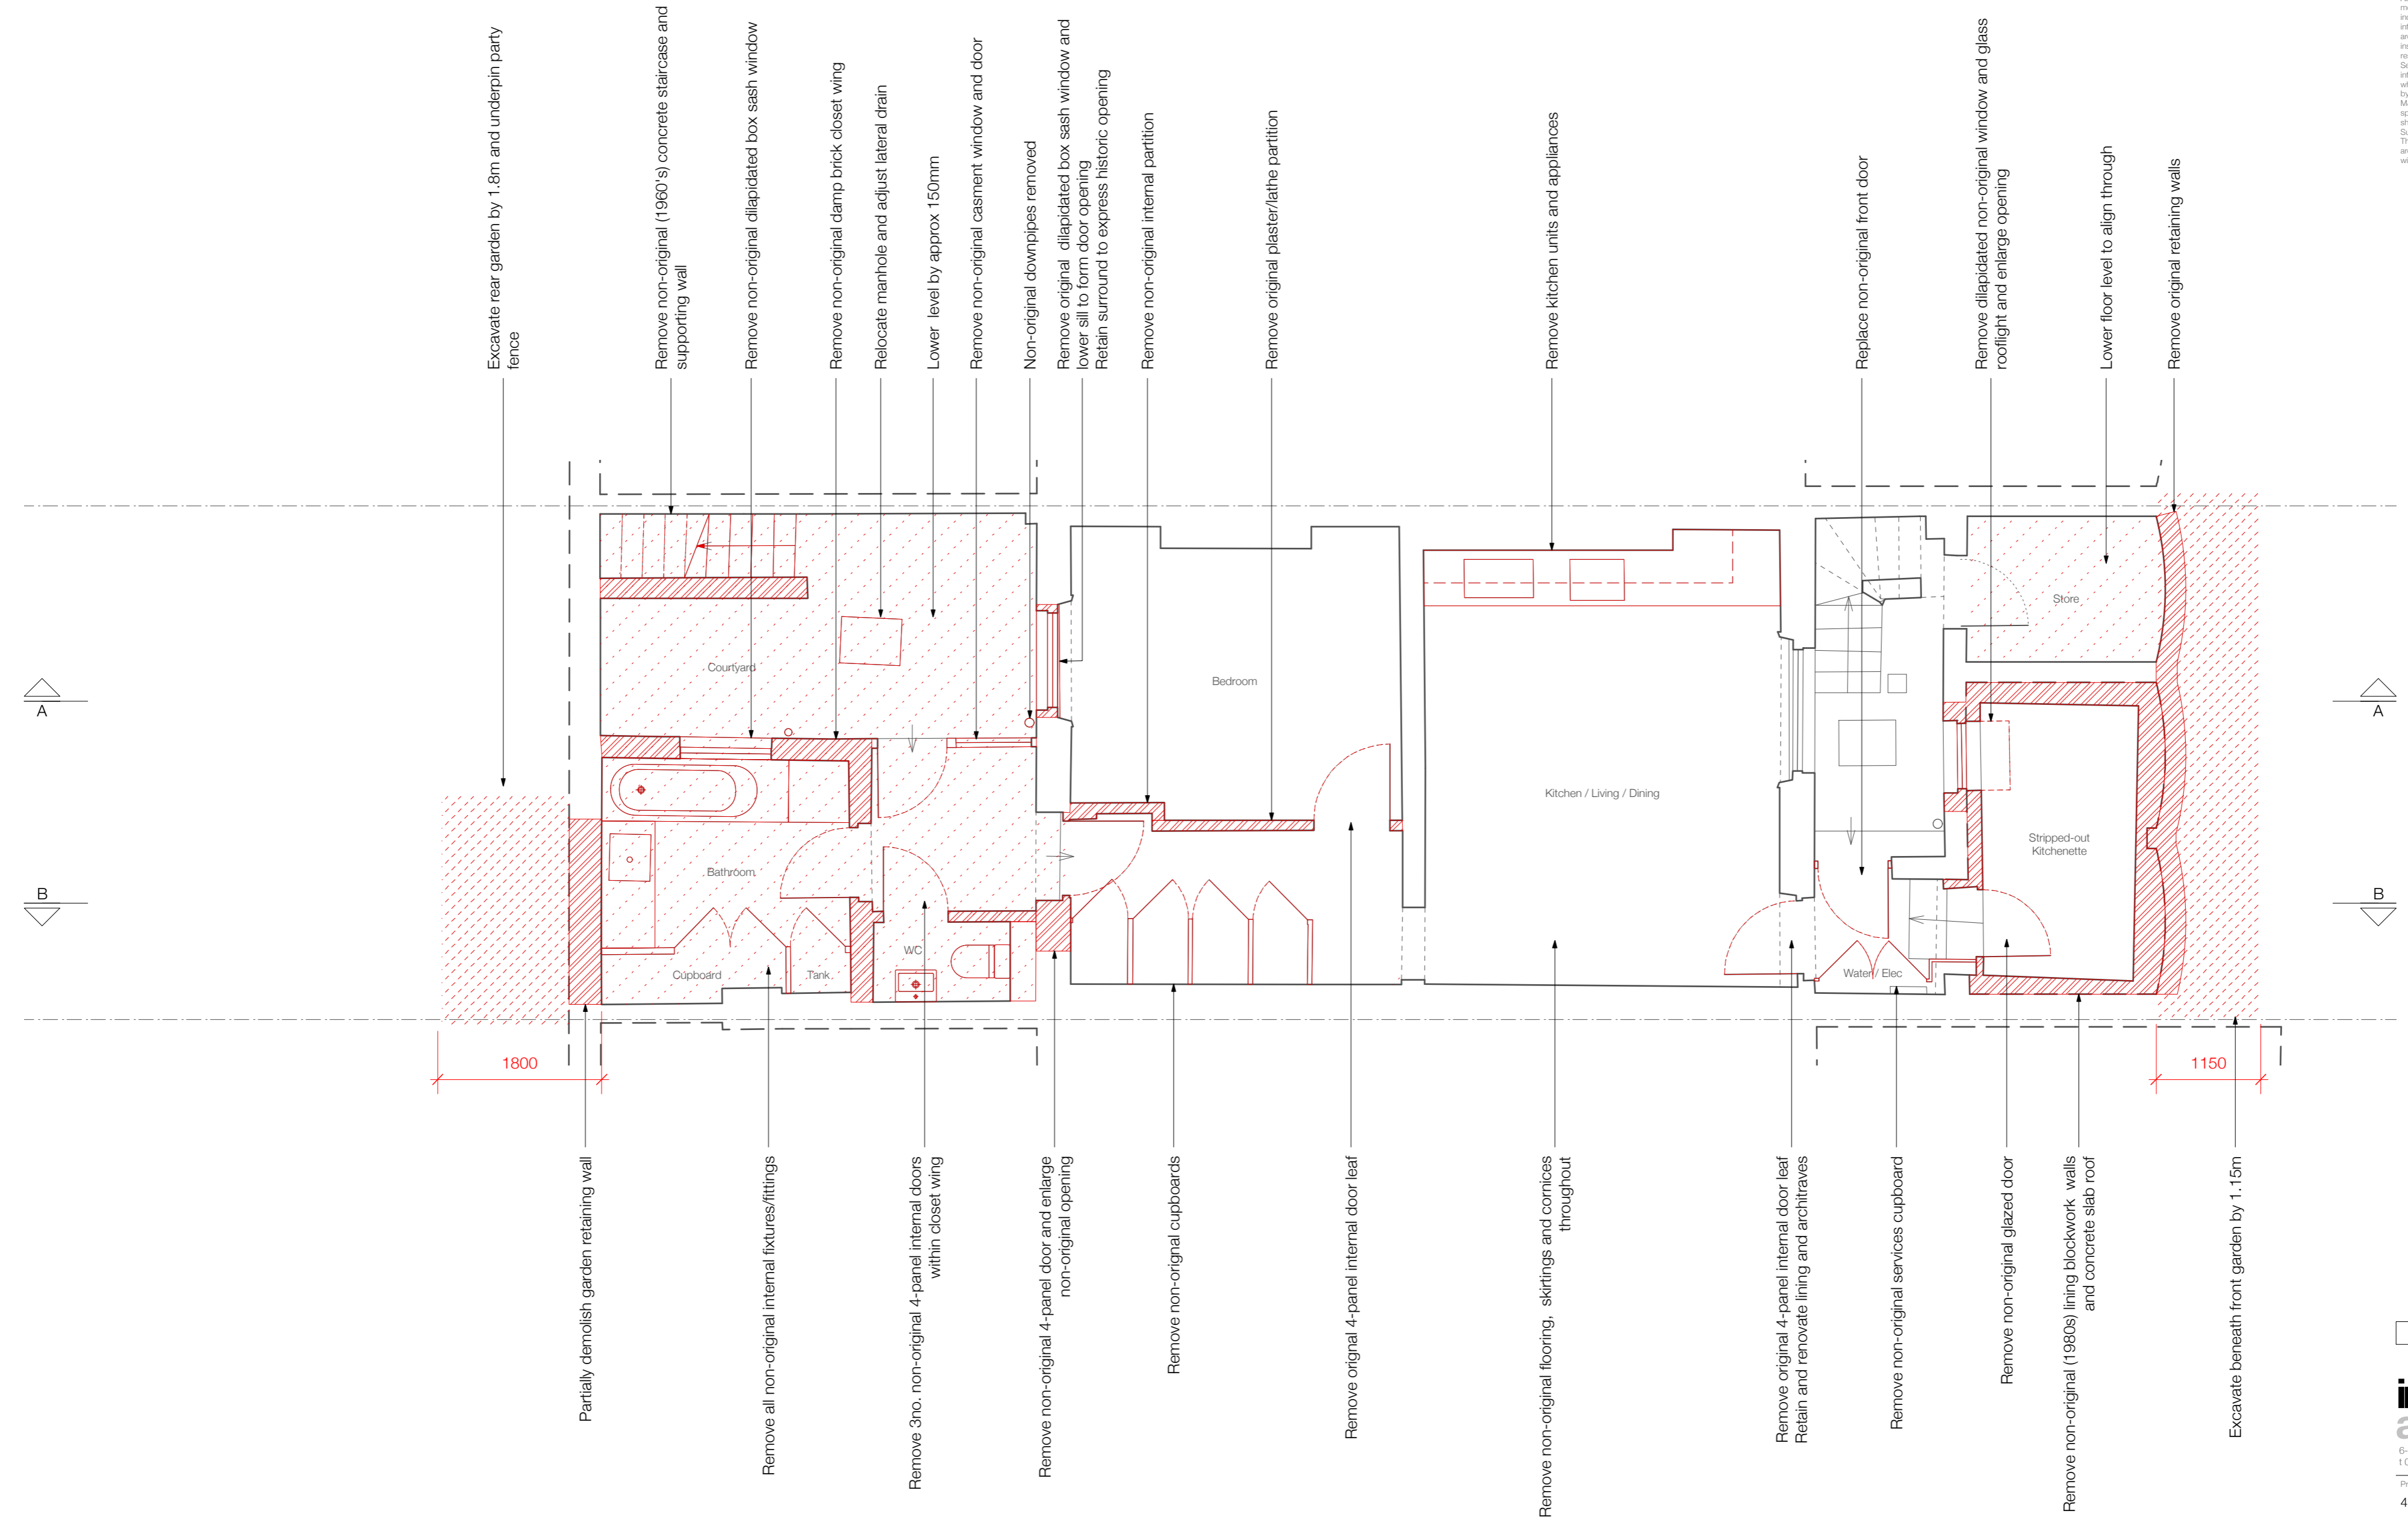 Excavate rear garden by 1.8m and underpin party
fence
Remove non-original (1960's) concrete staircase and
supporting wall
Remove non-original dilapidated box sash window
Remove non-original damp brick closet wing
Relocate manhole and adjust lateral drain
Lower level by approx 150mm
Remove non-original casment window and door
Non-original downpipes removed
Remove original dilapidated box sash window and
lower sill to form door opening
Retain surround to express historic opening
Remove non-original internal partition
Remove original plaster/lathe partition
Remove kitchen units and appliances
Replace non-original front door
Remove dilapidated non-original window and glass
rooflight and enlarge opening
Lower floor level to align through
Remove original retaining walls
Store
Courtyard
Bedroom
A
A
Kitchen / Living / Dining
Stripped-out
Kitchenette
Bathroom
B
B
WC
Cupboard
Tank
Water / Elec
1800
1150
Partially demolish garden retaining wall
Remove all non-original internal fixtures/fittings
Remove 3no. non-original 4-panel internal doors
within closet wing
Remove non-original 4-panel door and enlarge
non-original opening
Remove non-orignal cupboards
Remove orignal 4-panel internal door leaf
Remove non-original flooring, skirtings and cornices
throughout
Remove original 4-panel internal door leaf
Retain and renovate lining and architraves
Remove non-original services cupboard
Remove non-original glazed door
Remove non-original (1980s) lining blockwork walls
and concrete slab roof
Excavate beneath front garden by 1.15m